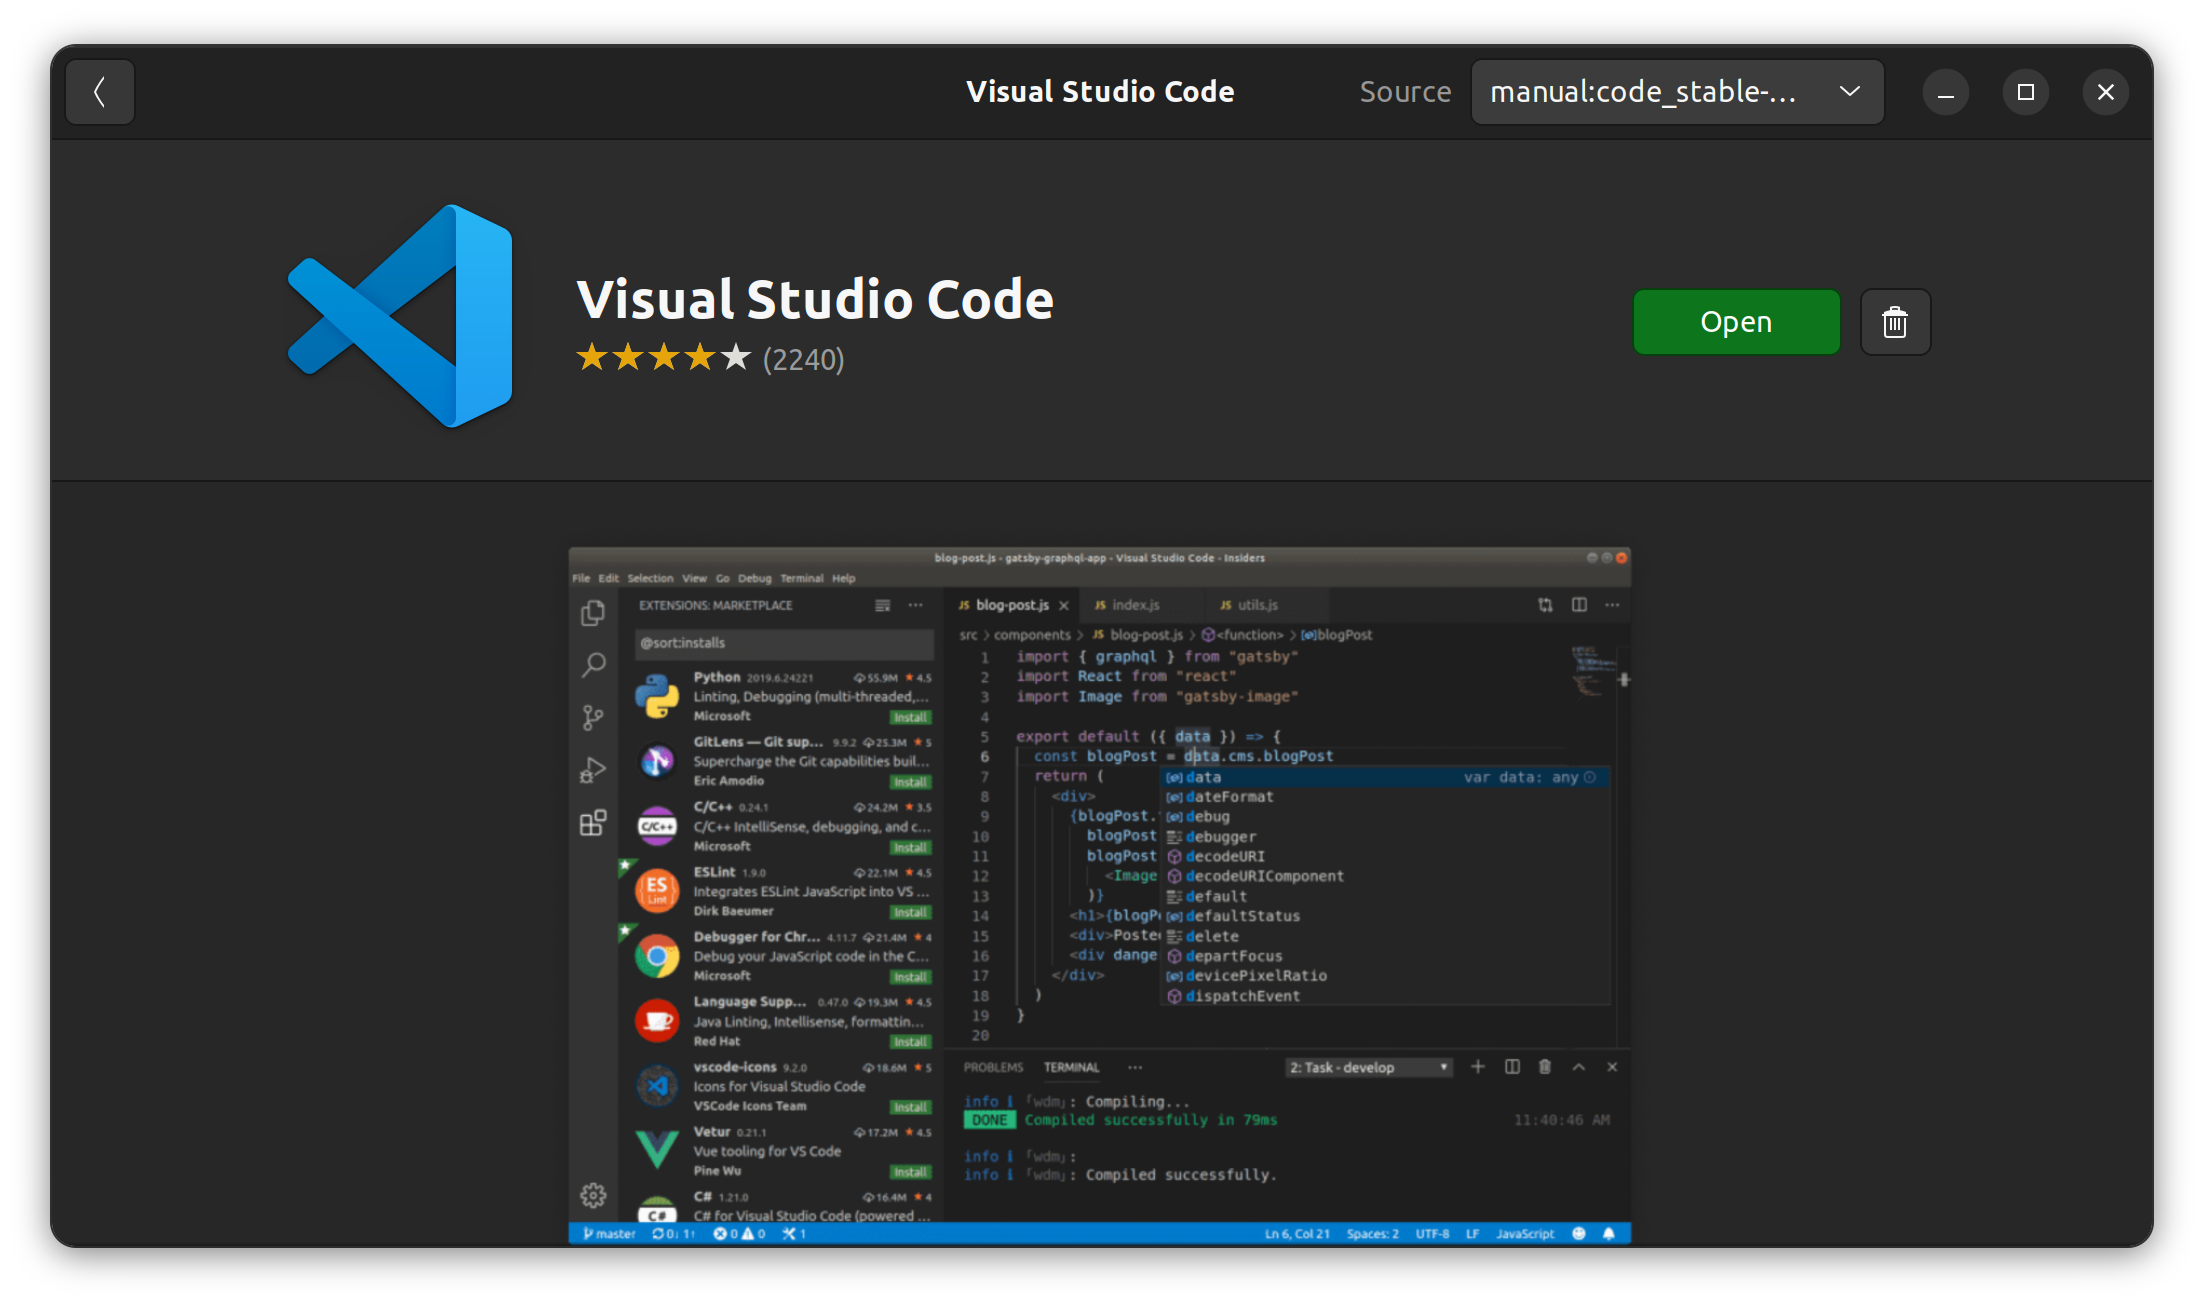 Visual Studio Code
Source
manual:code_stable-...
Visual Studio Code
(2240)
Open
blog-post.js - gatsby-graphql-app - Visual Studio Code - Insiders
File Edit Selection View Go Debug Terminal Help
EXTENSIONS: MARKETPLACE
@sort:installs
Python 2019.6.24221 55.9M 4.5
Linting, Debugging (multi-threaded,...
Microsoft Install
GitLens — Git sup... 9.9.2 25.3M 5
Supercharge the Git capabilities buil...
Eric Amodio Install
C/C++
C/C++ 0.24.1 24.2M 3.5
C/C++ IntelliSense, debugging, and c...
Microsoft Install
ES
Lint
ESLint 1.9.0 22.1M 4.5
Integrates ESLint JavaScript into VS ...
Dirk Baeumer Install
Debugger for Chr... 4.11.7 21.4M 4
Debug your JavaScript code in the C...
Microsoft Install
Language Supp... 0.47.0 19.3M 4.5
Java Linting, Intellisense, formattin...
Red Hat Install
vscode-icons 9.2.0 18.6M 5
Icons for Visual Studio Code
VSCode Icons Team Install
Vetur 0.21.1 17.2M 4.5
Vue tooling for VS Code
Pine Wu Install
C#
C# 1.21.0 16.4M 4
C# for Visual Studio Code (powered ...
JS blog-post.js JS index.js JS utils.js
src > components > JS blog-post.js > <function> > blogPost
1 import { graphql } from "gatsby"
2 import React from "react"
3 import Image from "gatsby-image"
4
5 export default ({ data }) => {
6 const blogPost = data.cms.blogPost
7 return (
8 <div>
9 {blogPost.
10 blogPost
11 blogPost
12 <Image
13 )}
14 <h1>{blogP
15 <div>Poste
16 <div dange
17 </div>
18 )
19 }
20
data var data: any
dateFormat
debug
debugger
decodeURI
decodeURIComponent
default
defaultStatus
delete
departFocus
devicePixelRatio
dispatchEvent
PROBLEMS TERMINAL ... 2: Task - develop
info i ｢wdm｣: Compiling...
DONE Compiled successfully in 79ms 11:40:46 AM
info i ｢wdm｣:
info i ｢wdm｣: Compiled successfully.
master 0↓ 1↑ 0 0 1 Ln 6, Col 21 Spaces: 2 UTF-8 LF JavaScript